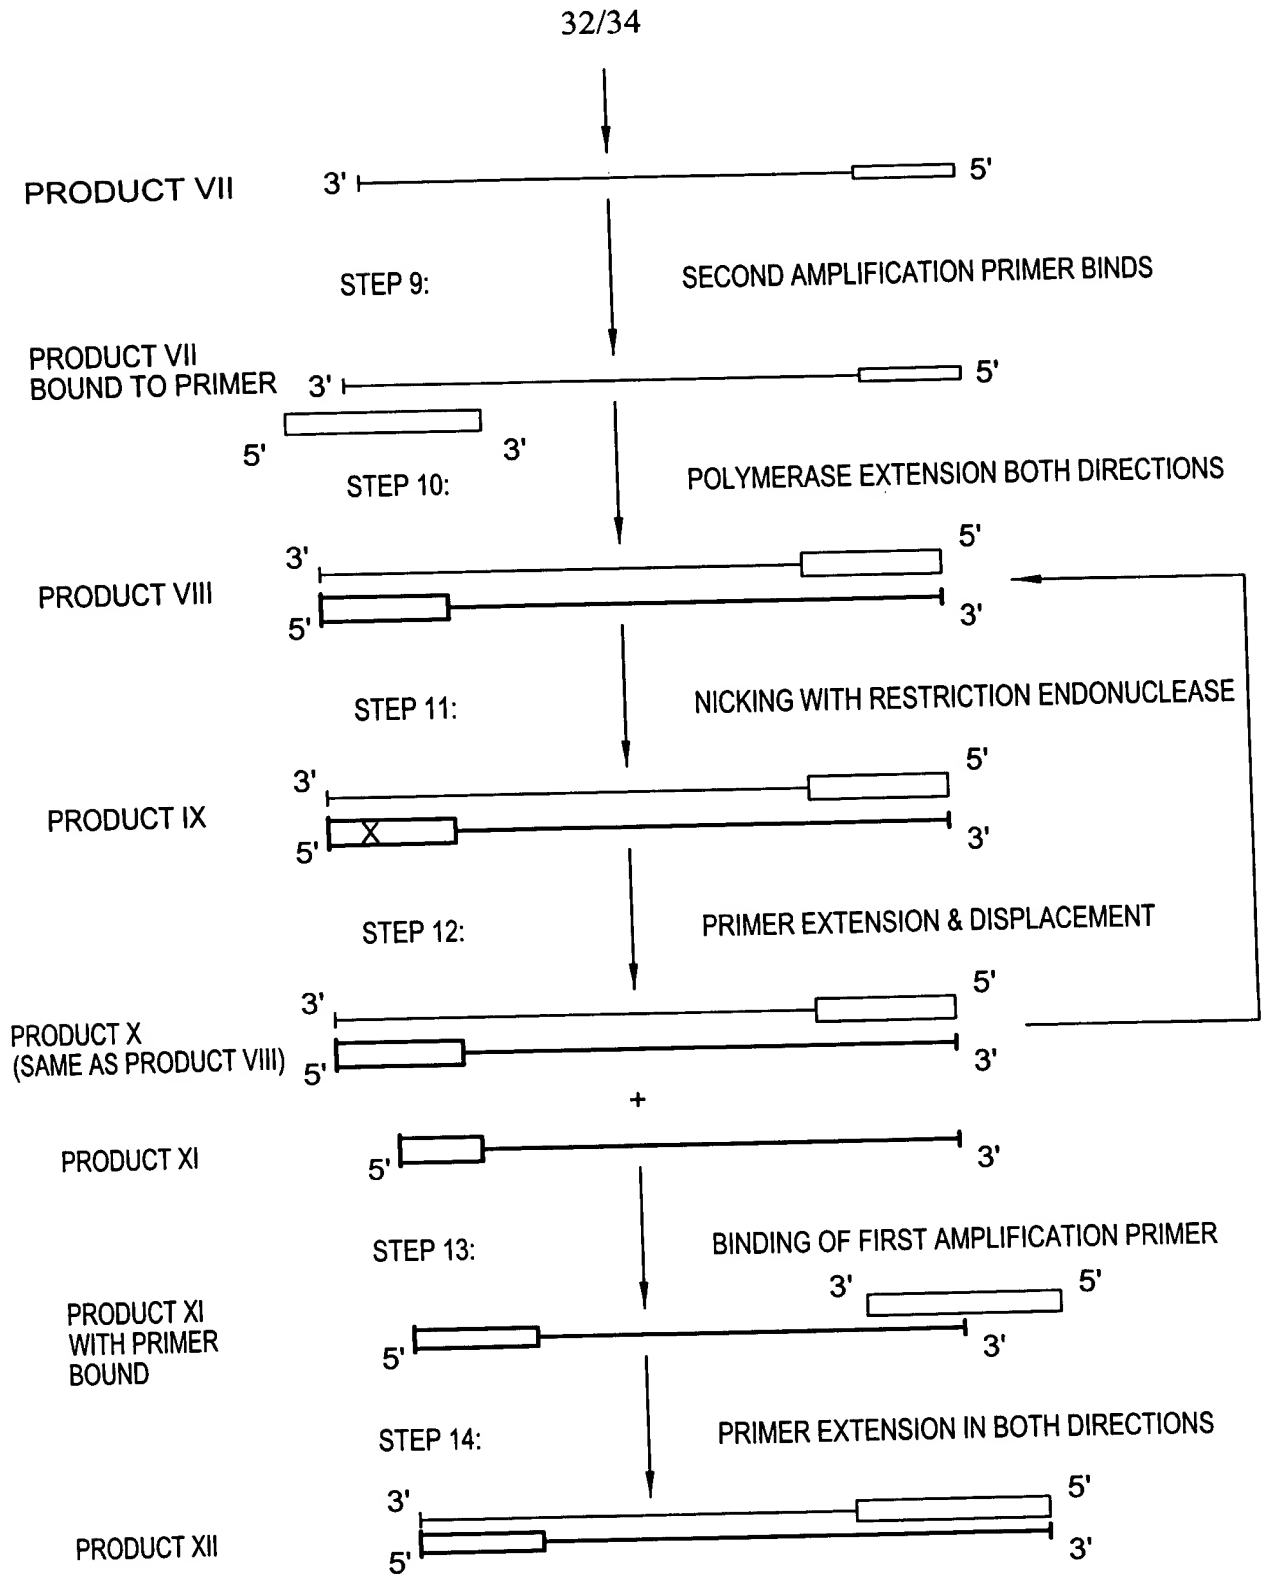 32/34
PRODUCT VII 3' 5'
STEP 9: SECOND AMPLIFICATION PRIMER BINDS
PRODUCT VII
BOUND TO PRIMER 3' 5'
5' 3'
STEP 10: POLYMERASE EXTENSION BOTH DIRECTIONS
3' 5'
PRODUCT VIII
5' 3'
STEP 11: NICKING WITH RESTRICTION ENDONUCLEASE
3' 5'
PRODUCT IX
X
5' 3'
STEP 12: PRIMER EXTENSION & DISPLACEMENT
3' 5'
PRODUCT X
(SAME AS PRODUCT VIII)
5' 3'
+
PRODUCT XI 5' 3'
STEP 13: BINDING OF FIRST AMPLIFICATION PRIMER
3' 5'
PRODUCT XI
WITH PRIMER
BOUND
5' 3'
STEP 14: PRIMER EXTENSION IN BOTH DIRECTIONS
3' 5'
PRODUCT XII
5' 3'